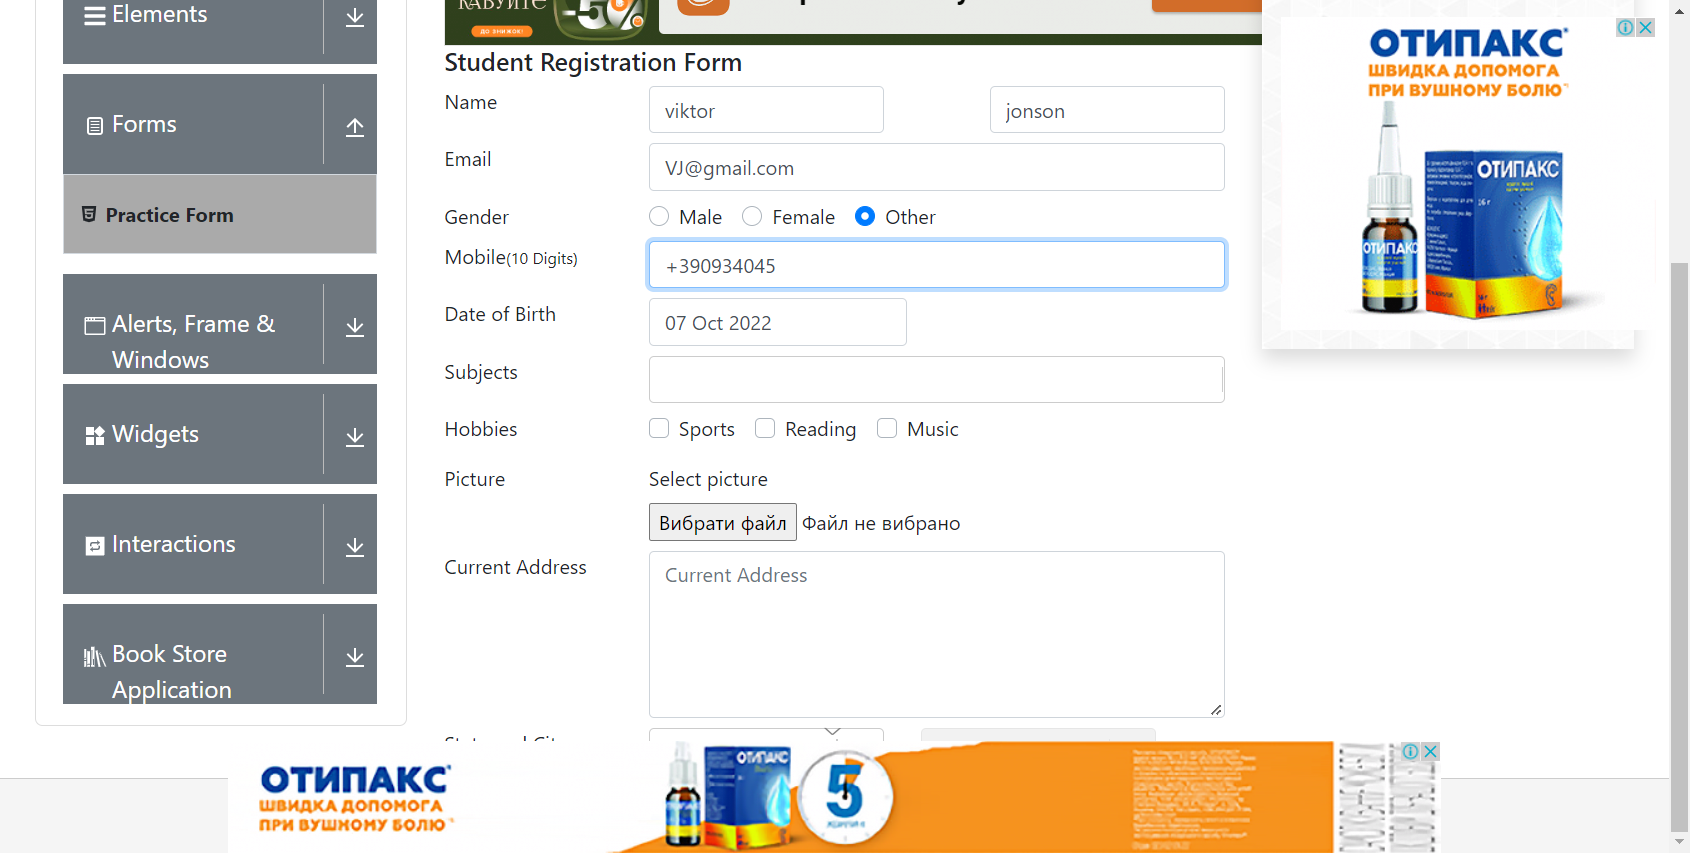 Elements
КАВУЙТЕ
-5%
ДО ЗНИЖОК!
Student Registration Form
Name
viktor
jonson
Email
VJ@gmail.com
Gender
Male
Female
Other
Mobile(10 Digits)
+390934045
Date of Birth
07 Oct 2022
Subjects
Hobbies
Sports
Reading
Music
Picture
Select picture
Вибрати файл
Файл не вибрано
Current Address
Current Address
Forms
Practice Form
Alerts, Frame &
Windows
Widgets
Interactions
Book Store
Application
ОТИПАКС
ШВИДКА ДОПОМОГА
ПРИ ВУШНОМУ БОЛЮ
ОТИПАКС
16 г
ОТИПАКС
ОТИПАКС
ШВИДКА ДОПОМОГА
ПРИ ВУШНОМУ БОЛЮ
ОТИПАКС
5